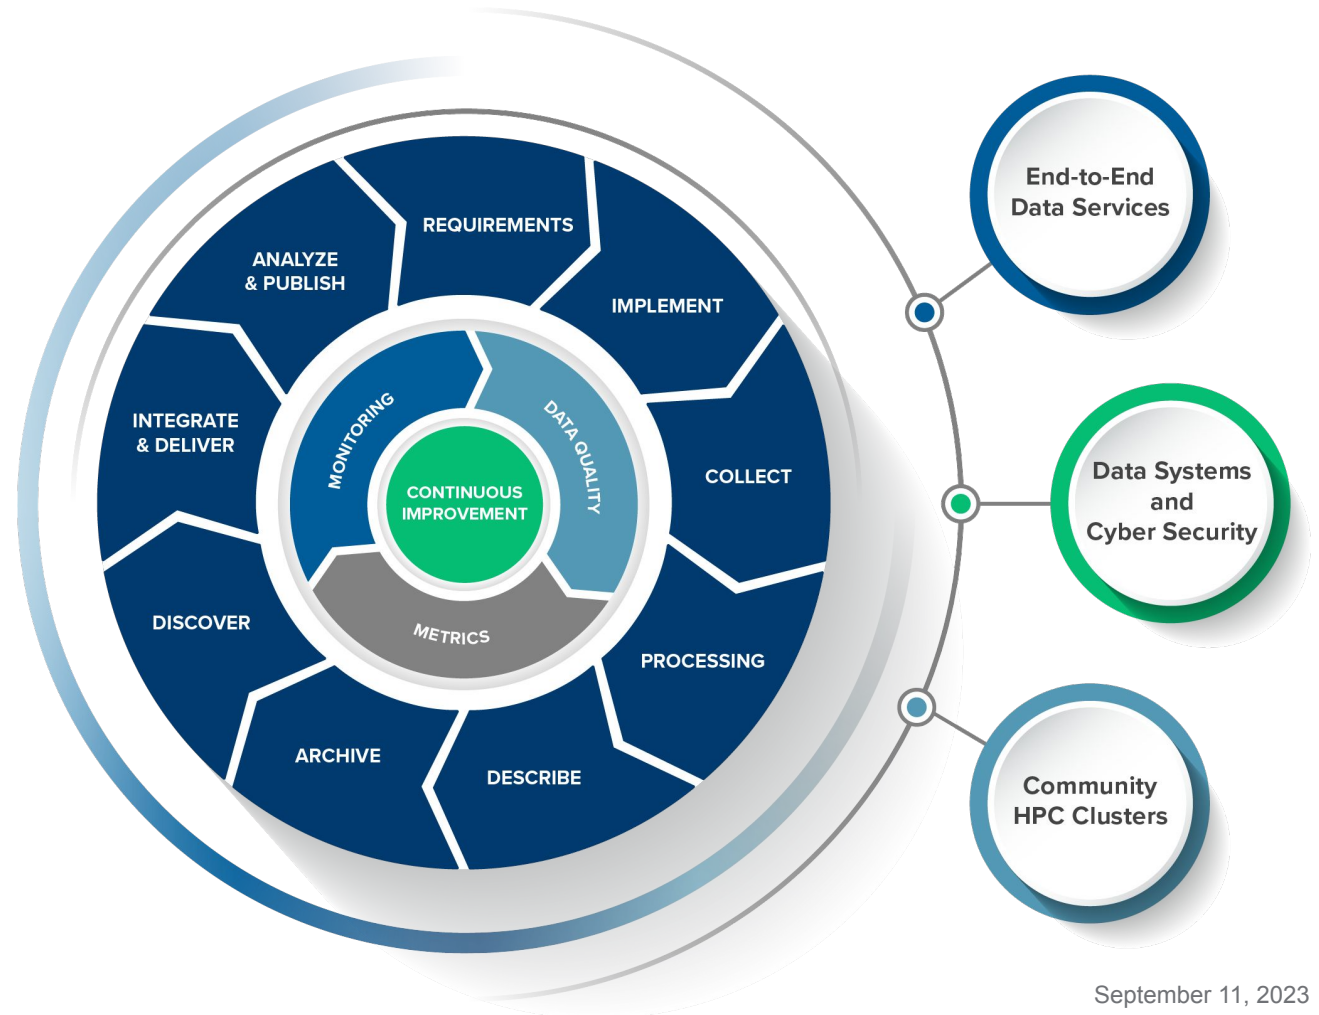 REQUIREMENTS
IMPLEMENT
COLLECT
PROCESSING
DESCRIBE
ARCHIVE
DISCOVER
INTEGRATE
& DELIVER
ANALYZE
& PUBLISH
MONITORING
DATA QUALITY
METRICS
CONTINUOUS
IMPROVEMENT
End-to-End
Data Services
Data Systems
and
Cyber Security
Community
HPC Clusters
September 11, 2023